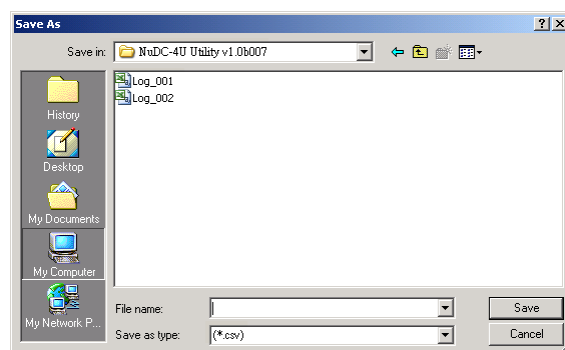 Save As
Save in: NuDC-4U Utility v1.0b007
Log_001
Log_002
History
Desktop
My Documents
My Computer
My Network P...
File name:
Save
Save as type: (*.csv)
Cancel